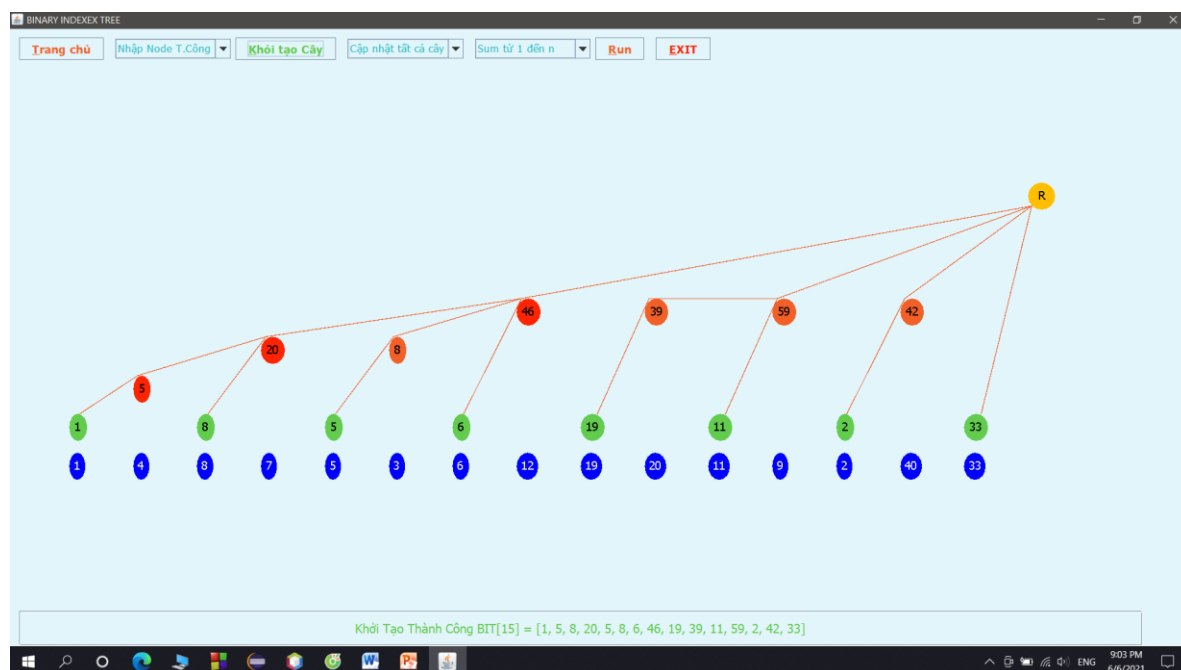 BINARY INDEXEX TREE
Trang chủ Nhập Node T.Công Khởi tạo Cây Cập nhật tất cả cây Sum từ 1 đến n Run EXIT
R
46 39 59 42
20 8
5
1 8 5 6 19 11 2 33
1 4 8 7 5 3 6 12 19 20 11 9 2 40 33
Khởi Tạo Thành Công BIT[15] = [1, 5, 8, 20, 5, 8, 6, 46, 19, 39, 11, 59, 2, 42, 33]
ENG
9:03 PM
6/6/2021